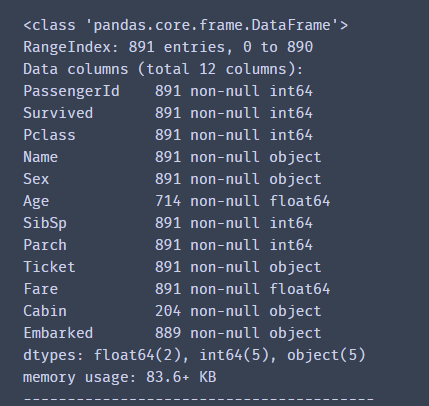 <class 'pandas.core.frame.DataFrame'>
RangeIndex: 891 entries, 0 to 890
Data columns (total 12 columns):
PassengerId    891 non-null int64
Survived       891 non-null int64
Pclass         891 non-null int64
Name           891 non-null object
Sex            891 non-null object
Age            714 non-null float64
SibSp          891 non-null int64
Parch          891 non-null int64
Ticket         891 non-null object
Fare           891 non-null float64
Cabin          204 non-null object
Embarked       889 non-null object
dtypes: float64(2), int64(5), object(5)
memory usage: 83.6+ KB
----------------------------------------